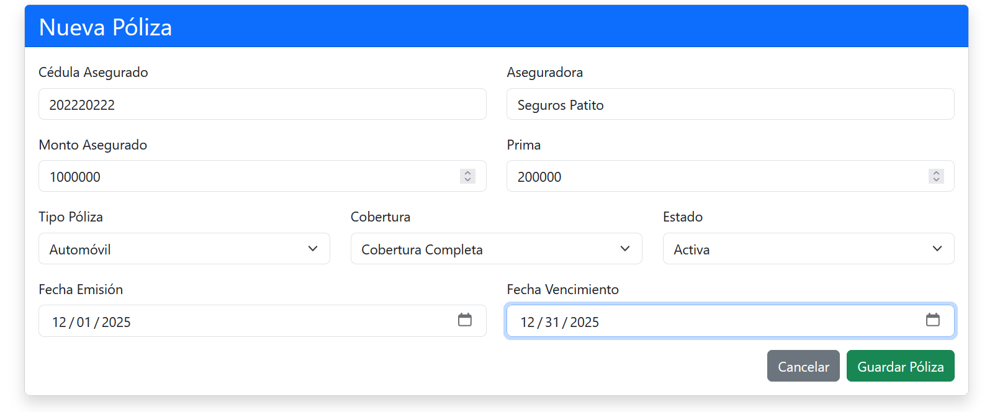 Nueva Póliza
Cédula Asegurado
Aseguradora
202220222
Seguros Patito
Monto Asegurado
Prima
1000000
200000
Tipo Póliza
Cobertura
Estado
Automóvil
Cobertura Completa
Activa
Fecha Emisión
Fecha Vencimiento
12/01/2025
12/31/2025
Cancelar
Guardar Póliza